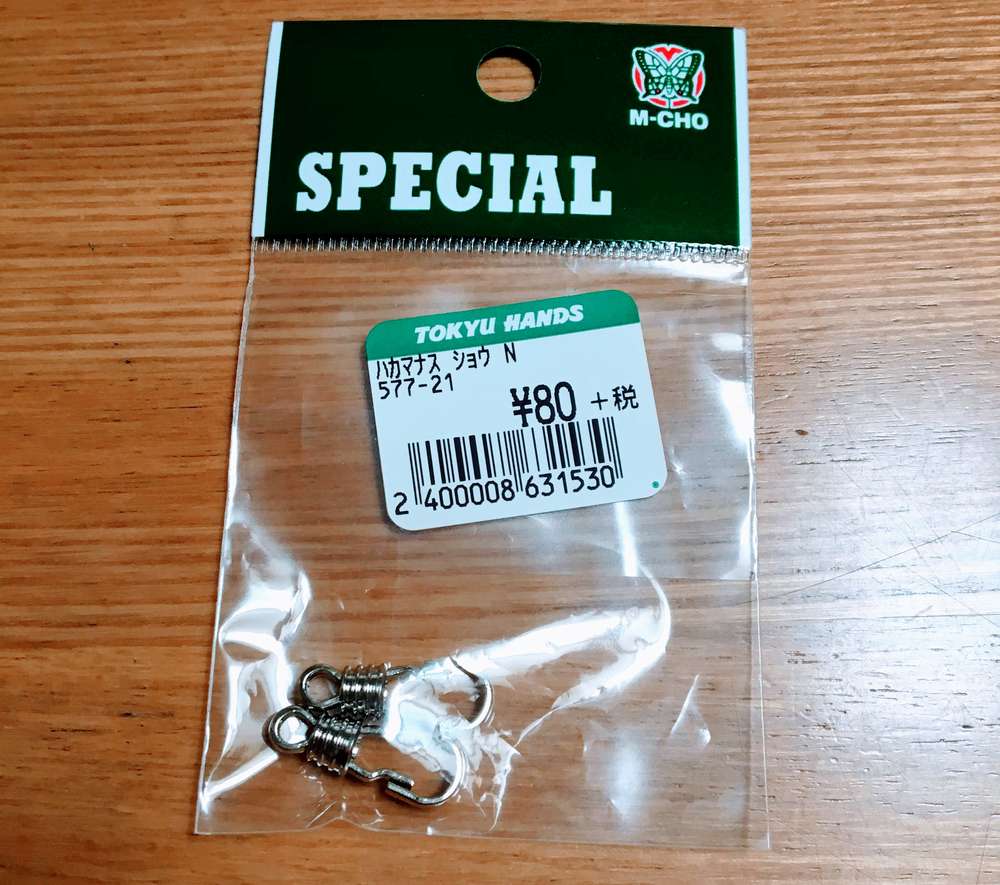 M-CHO
SPECIAL
TOKYU HANDS
ハカマナス ショウ N
577-21
¥80 +税
2 400008 631530